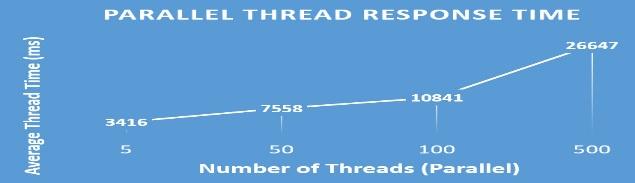 PARALLEL THREAD RESPONSE TIME
Average Thread Time (ms)
26647
10841
7558
3416
5 50 100 500
Number of Threads (Parallel)